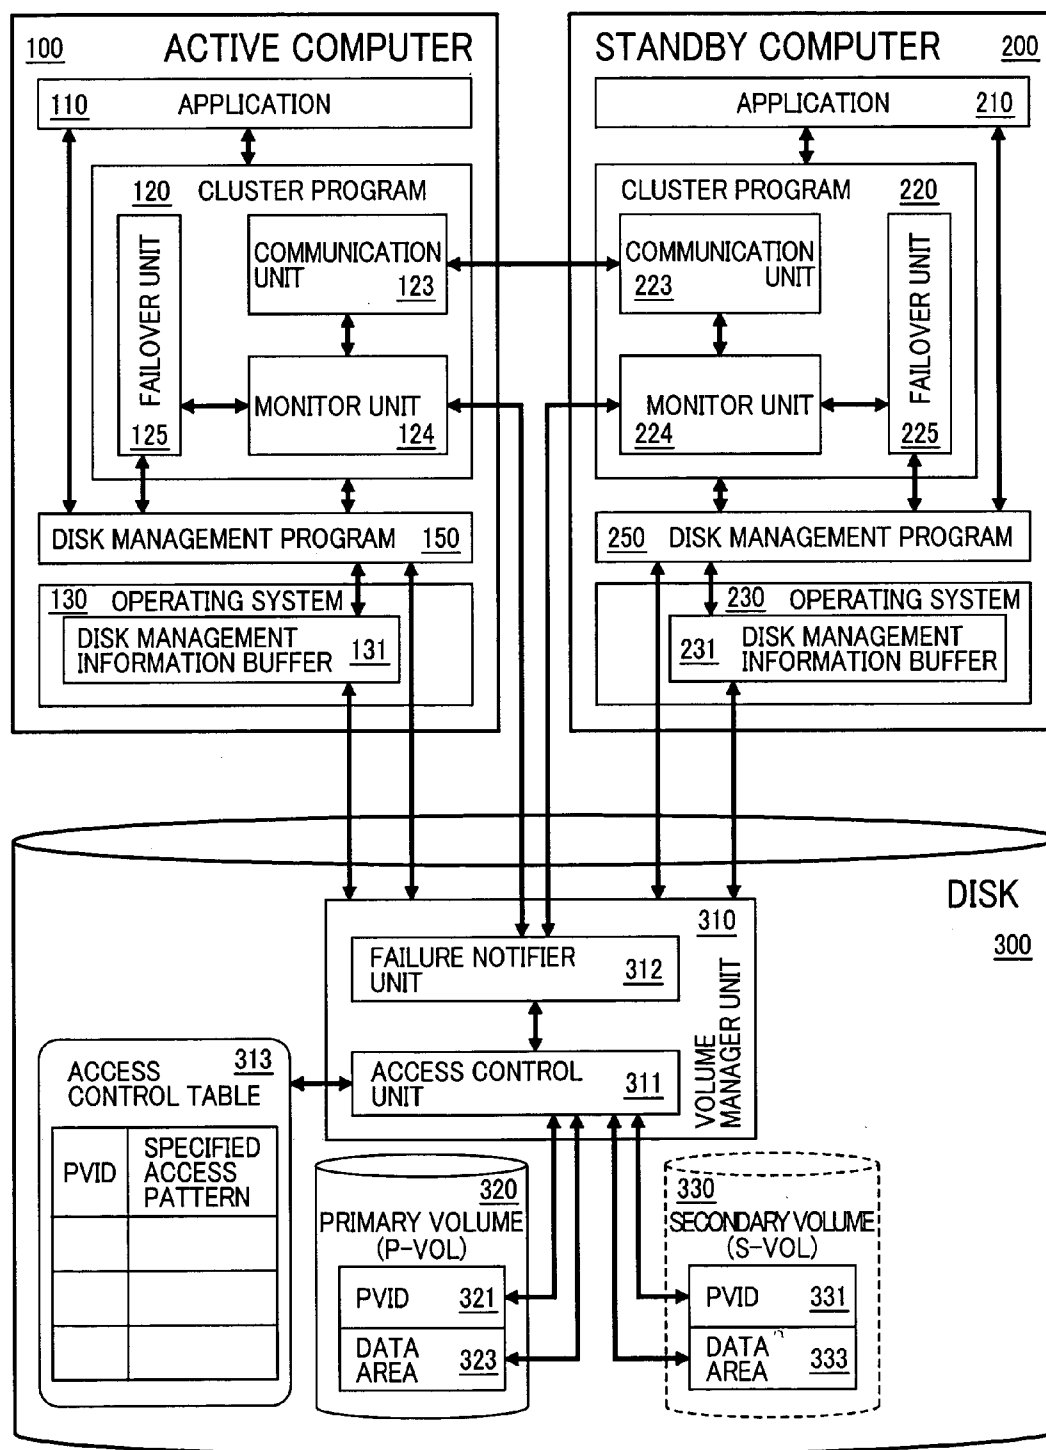 100 ACTIVE COMPUTER
110 APPLICATION
120 CLUSTER PROGRAM
FAILOVER UNIT
125
COMMUNICATION
UNIT 123
MONITOR UNIT
124
DISK MANAGEMENT PROGRAM 150
130 OPERATING SYSTEM
DISK MANAGEMENT
INFORMATION BUFFER 131
STANDBY COMPUTER 200
APPLICATION 210
CLUSTER PROGRAM 220
COMMUNICATION
223 UNIT
MONITOR UNIT
224
FAILOVER UNIT
225
250 DISK MANAGEMENT PROGRAM
230 OPERATING SYSTEM
231 DISK MANAGEMENT
INFORMATION BUFFER
DISK
300
310
VOLUME
MANAGER UNIT
FAILURE NOTIFIER
UNIT 312
ACCESS CONTROL
UNIT 311
313
ACCESS
CONTROL TABLE
PVID SPECIFIED
ACCESS
PATTERN
320
PRIMARY VOLUME
(P-VOL)
PVID 321
DATA
AREA 323
330
SECONDARY VOLUME
(S-VOL)
PVID 331
DATA
AREA 333